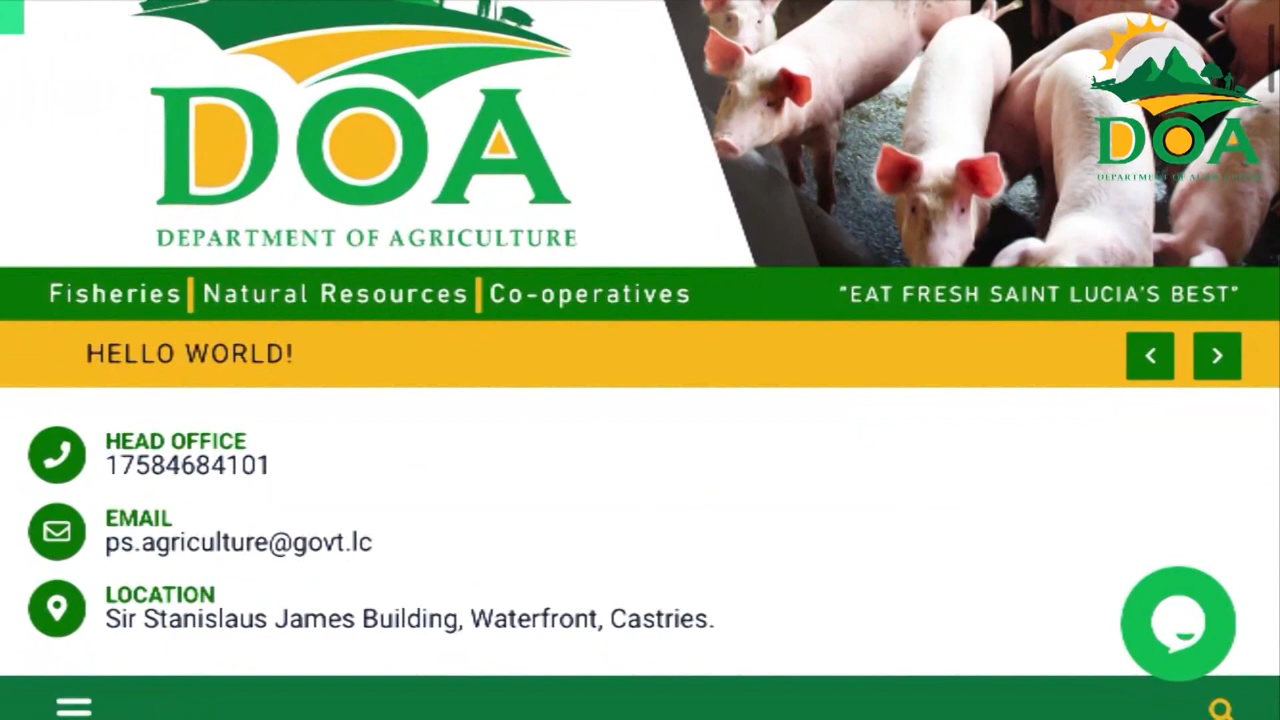 DOA
DEPARTMENT OF AGRICULTURE
DOA
Fisheries Natural Resources Co-operatives
"EAT FRESH SAINT LUCIA'S BEST"
HELLO WORLD!
HEAD OFFICE
17584684101
EMAIL
ps.agriculture@govt.lc
LOCATION
Sir Stanislaus James Building, Waterfront, Castries.